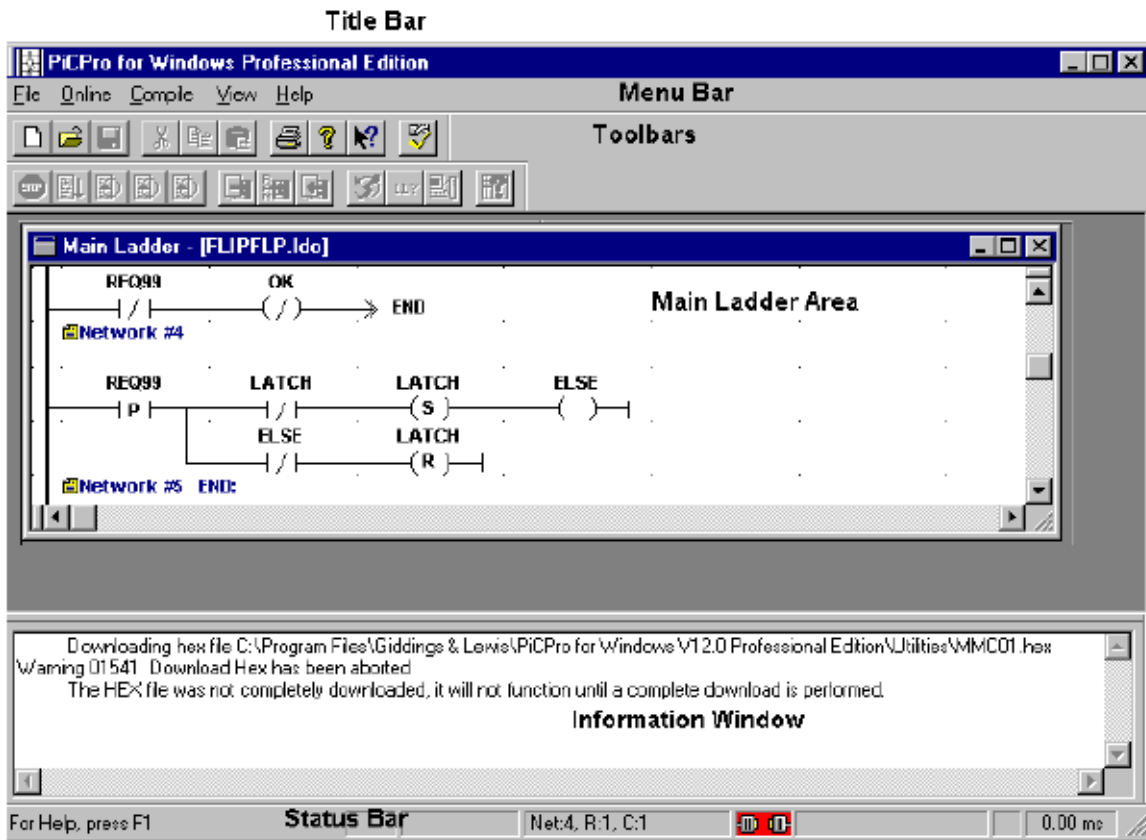 Title Bar
PiCPro for Windows Professional Edition
File Online Compile View Help Menu Bar
Toolbars
STOP
Main Ladder - [FLIPFLP.ldo]
REQ99 OK
/ ( / ) END
Main Ladder Area
Network #4
REQ99 LATCH LATCH ELSE
P / ( S ) ( )
ELSE LATCH
/ ( R )
Network #5 END:
Downloading hex file C:\Program Files\Giddings & Lewis\PiCPro for Windows V12.0 Professional Edition\Utilities\MMC01.hex
Warning 01541 Download Hex has been aborted
The HEX file was not completely downloaded, it will not function until a complete download is performed.
Information Window
For Help, press F1 Status Bar Net:4, R:1, C:1 0.00 ms